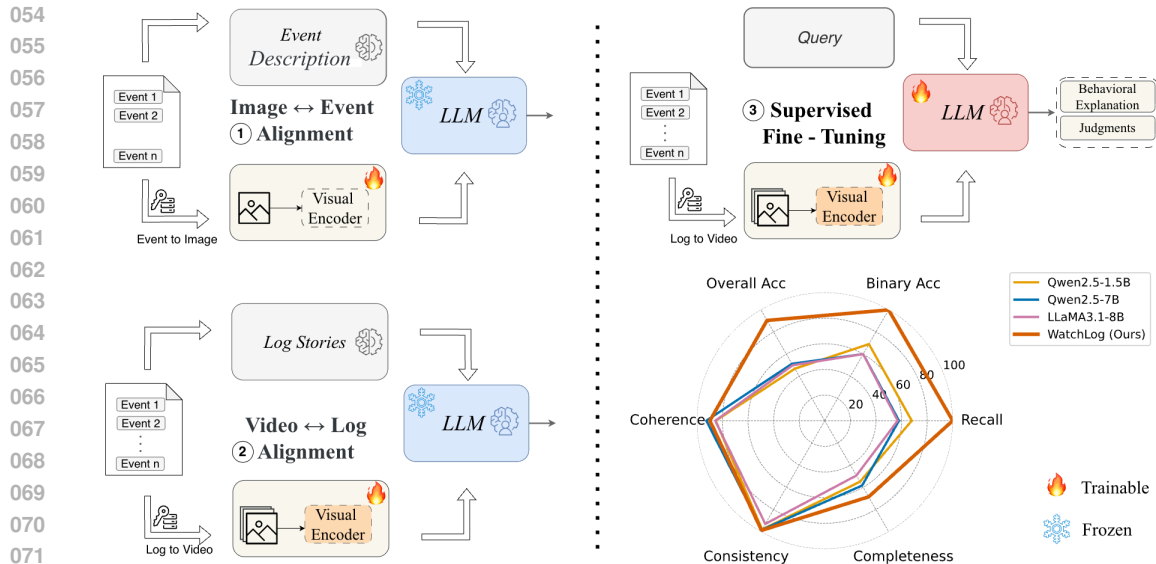 054
055
056
057
058
059
060
061
062
063
064
065
066
067
068
069
070
071
Event
Description
Event 1
Event 2
Event n
Image ↔ Event
1 Alignment
LLM
Visual
Encoder
Event to Image
Log Stories
Event 1
Event 2
Event n
Video ↔ Log
2 Alignment
LLM
Visual
Encoder
Log to Video
Query
Event 1
Event 2
Event n
3 Supervised
Fine - Tuning
LLM
Behavioral
Explanation
Judgments
Visual
Encoder
Log to Video
Overall Acc
Binary Acc
Coherence
Recall
Consistency
Completeness
20
40
60
80
100
Qwen2.5-1.5B
Qwen2.5-7B
LLaMA3.1-8B
WatchLog (Ours)
Trainable
Frozen